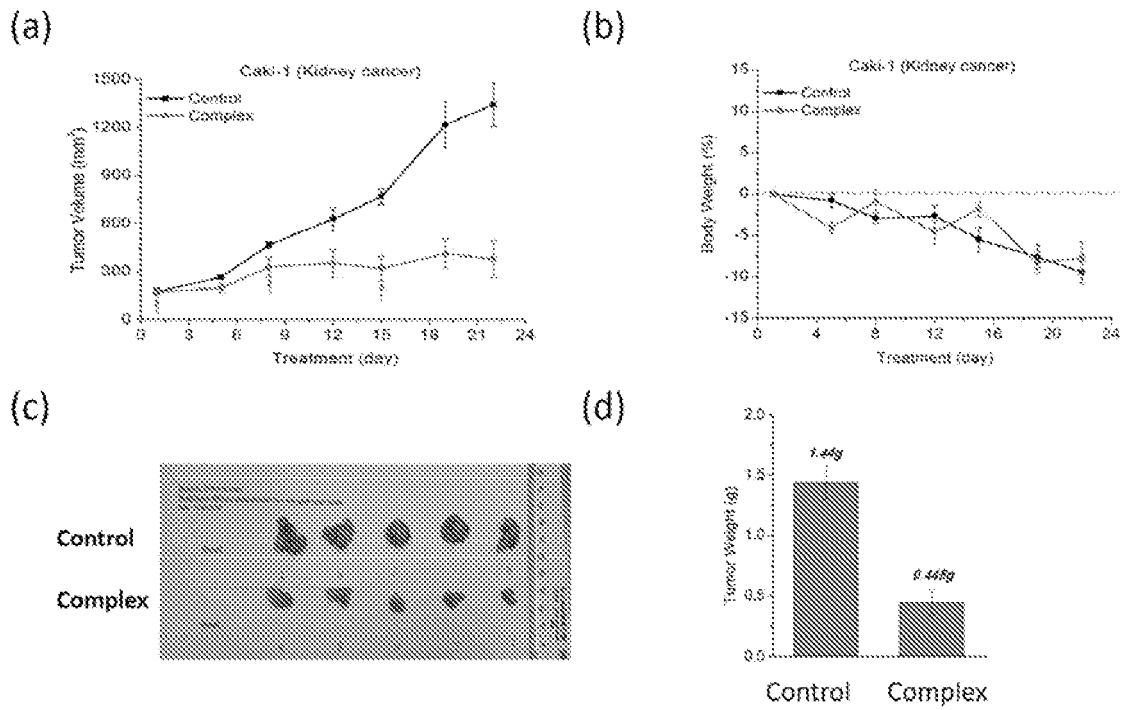 (a)
Caki-1 (Kidney cancer)
Control
Complex
Tumor Volume (mm³)
1500
1200
900
600
300
0
0 3 6 9 12 15 18 21 24
Treatment (day)
(b)
Caki-1 (Kidney cancer)
Control
Complex
Body Weight (%)
15
10
5
0
-5
-10
-15
0 4 8 12 16 20 24
Treatment (day)
(c)
Control
Complex
(d)
Tumor Weight (g)
2.0
1.5
1.0
0.5
0.0
1.44g
Control Complex